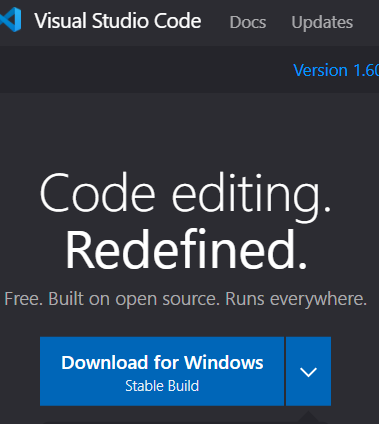 Visual Studio Code Docs Updates
Version 1.60
Code editing.
Redefined.
Free. Built on open source. Runs everywhere.
Download for Windows
Stable Build